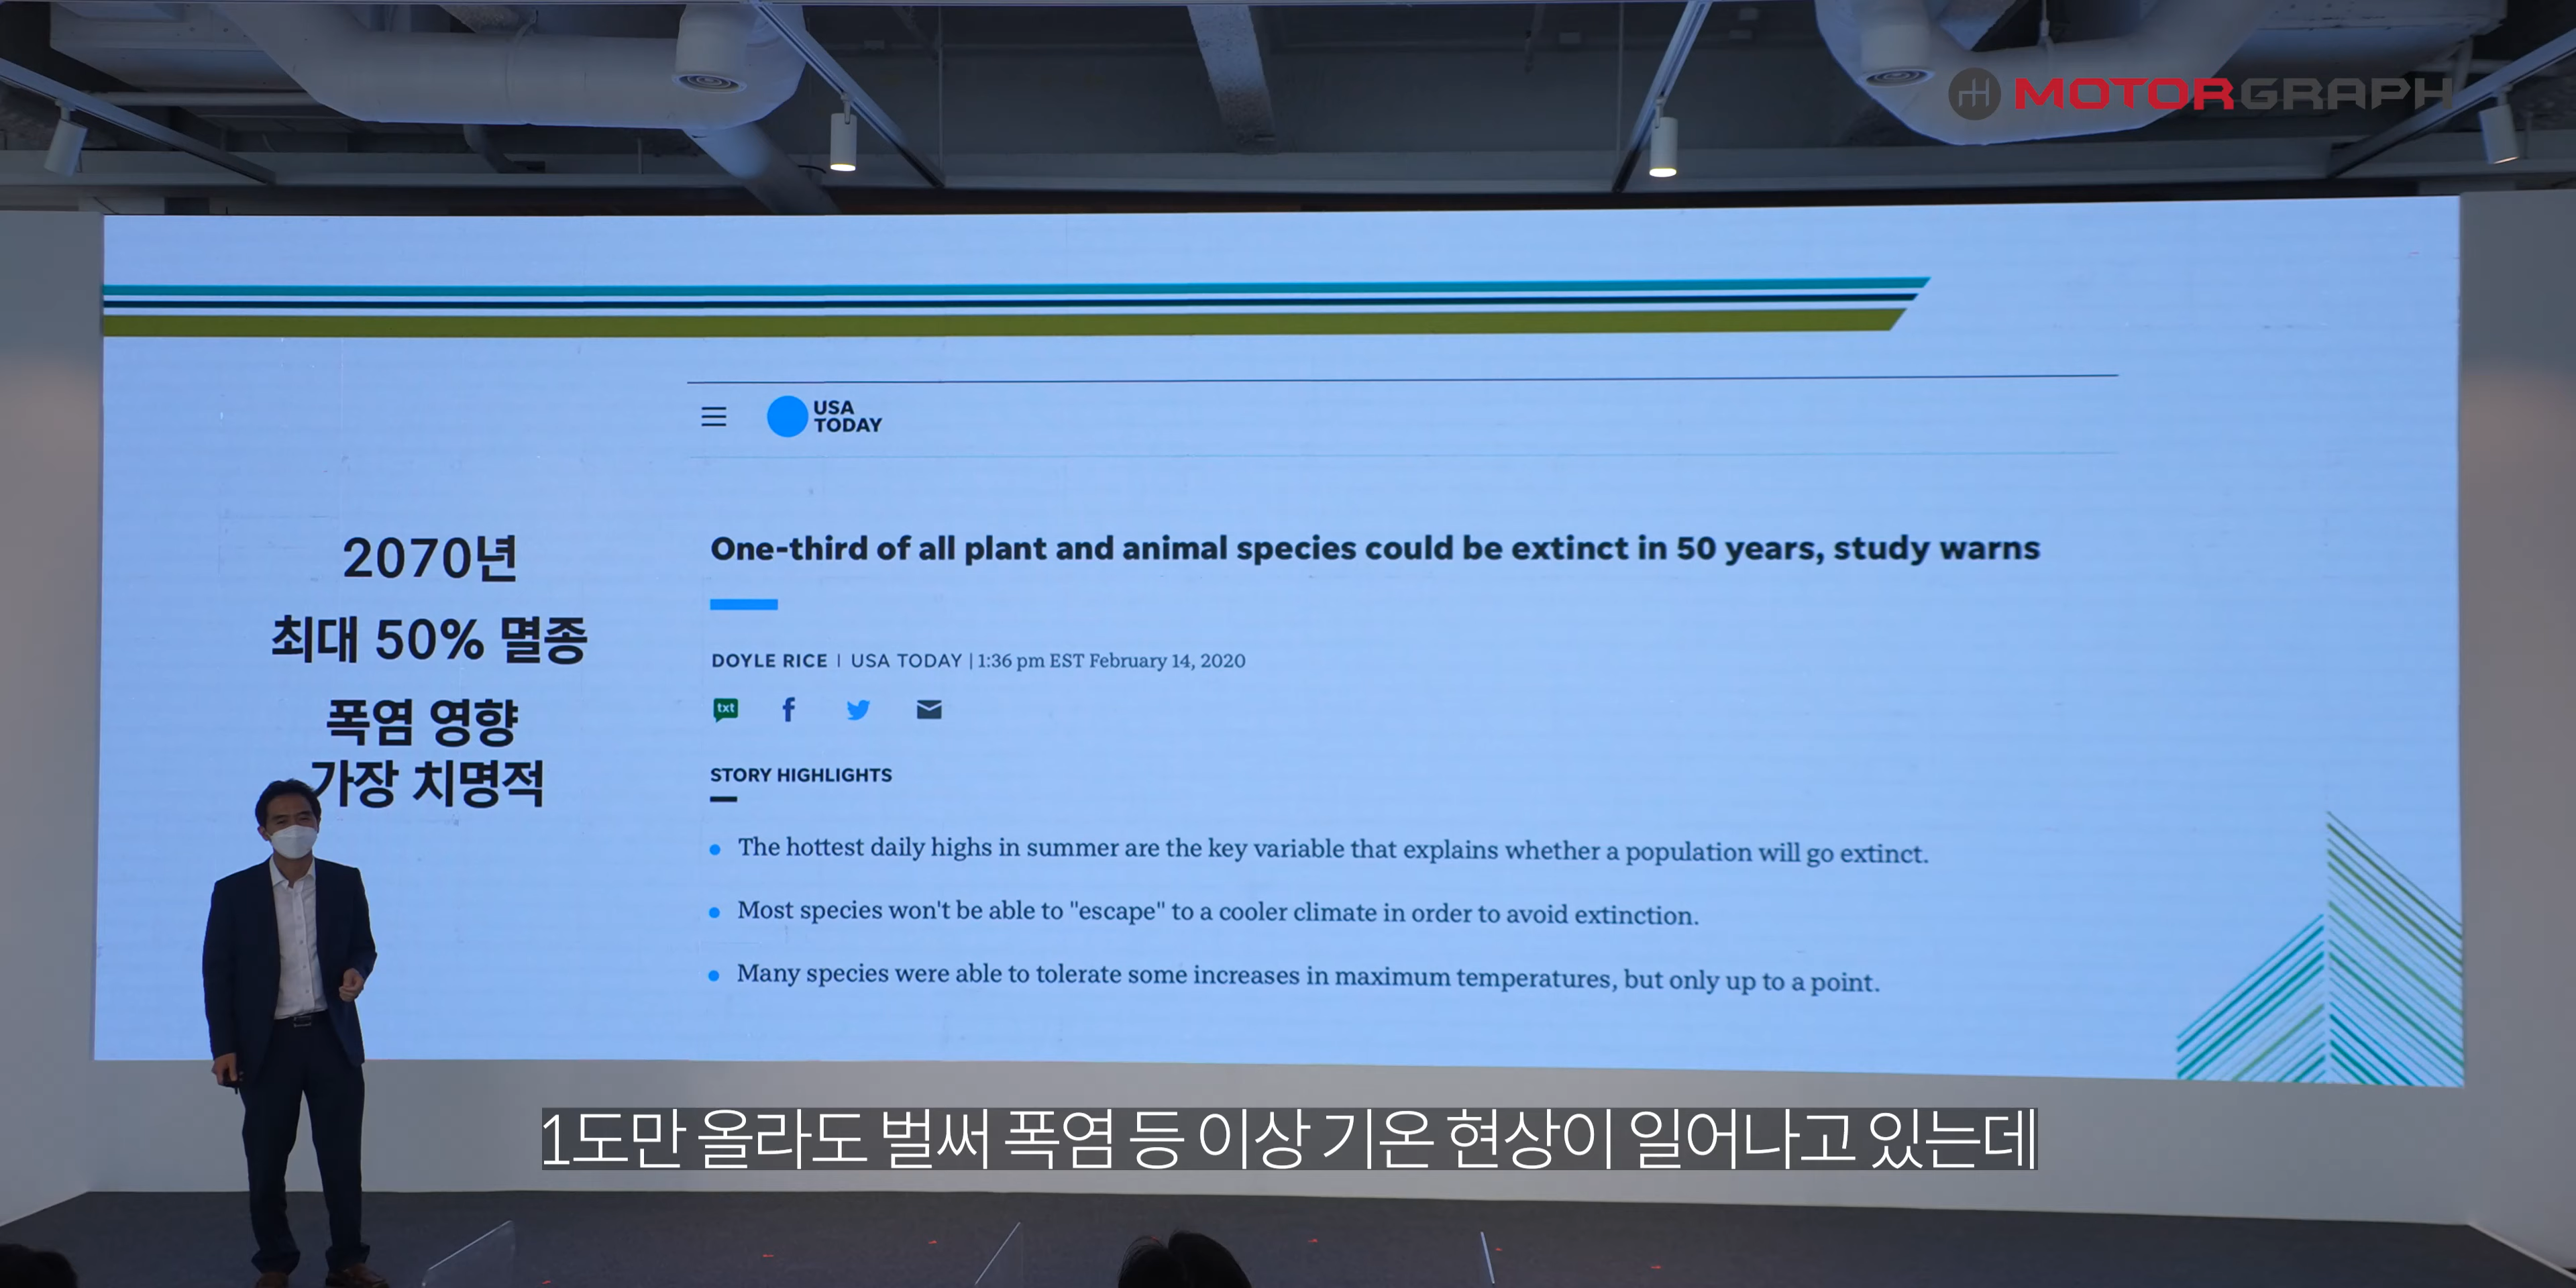 MOTORGRAPH
USA
TODAY
2070년
최대 50% 멸종
폭염 영향
가장 치명적
One-third of all plant and animal species could be extinct in 50 years, study warns
DOYLE RICE | USA TODAY | 1:36 pm EST February 14, 2020
txt
STORY HIGHLIGHTS
The hottest daily highs in summer are the key variable that explains whether a population will go extinct.
Most species won't be able to "escape" to a cooler climate in order to avoid extinction.
Many species were able to tolerate some increases in maximum temperatures, but only up to a point.
1도만 올라도 벌써 폭염 등 이상 기온 현상이 일어나고 있는데